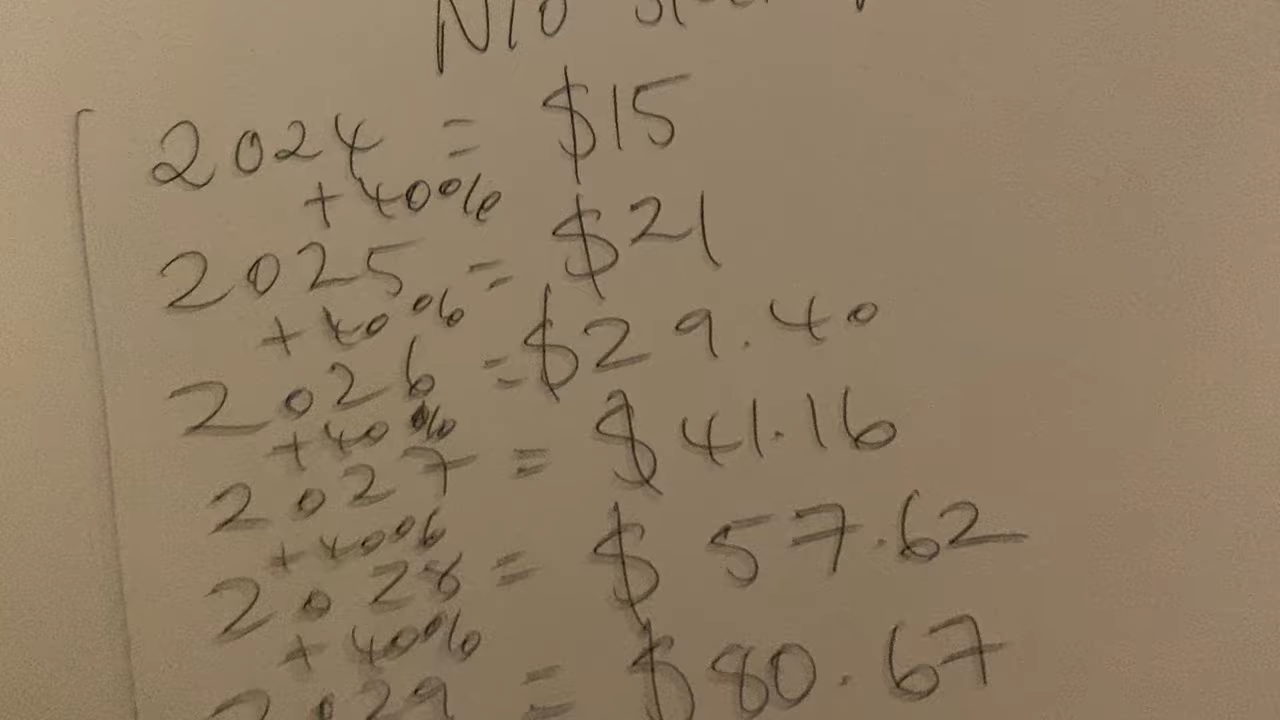 NIO
2024 = $15
+40%
2025 = $21
+40%
2026 = $29.40
+40%
2027 = $41.16
+40%
2028 = $57.62
+40%
2029 = $80.67